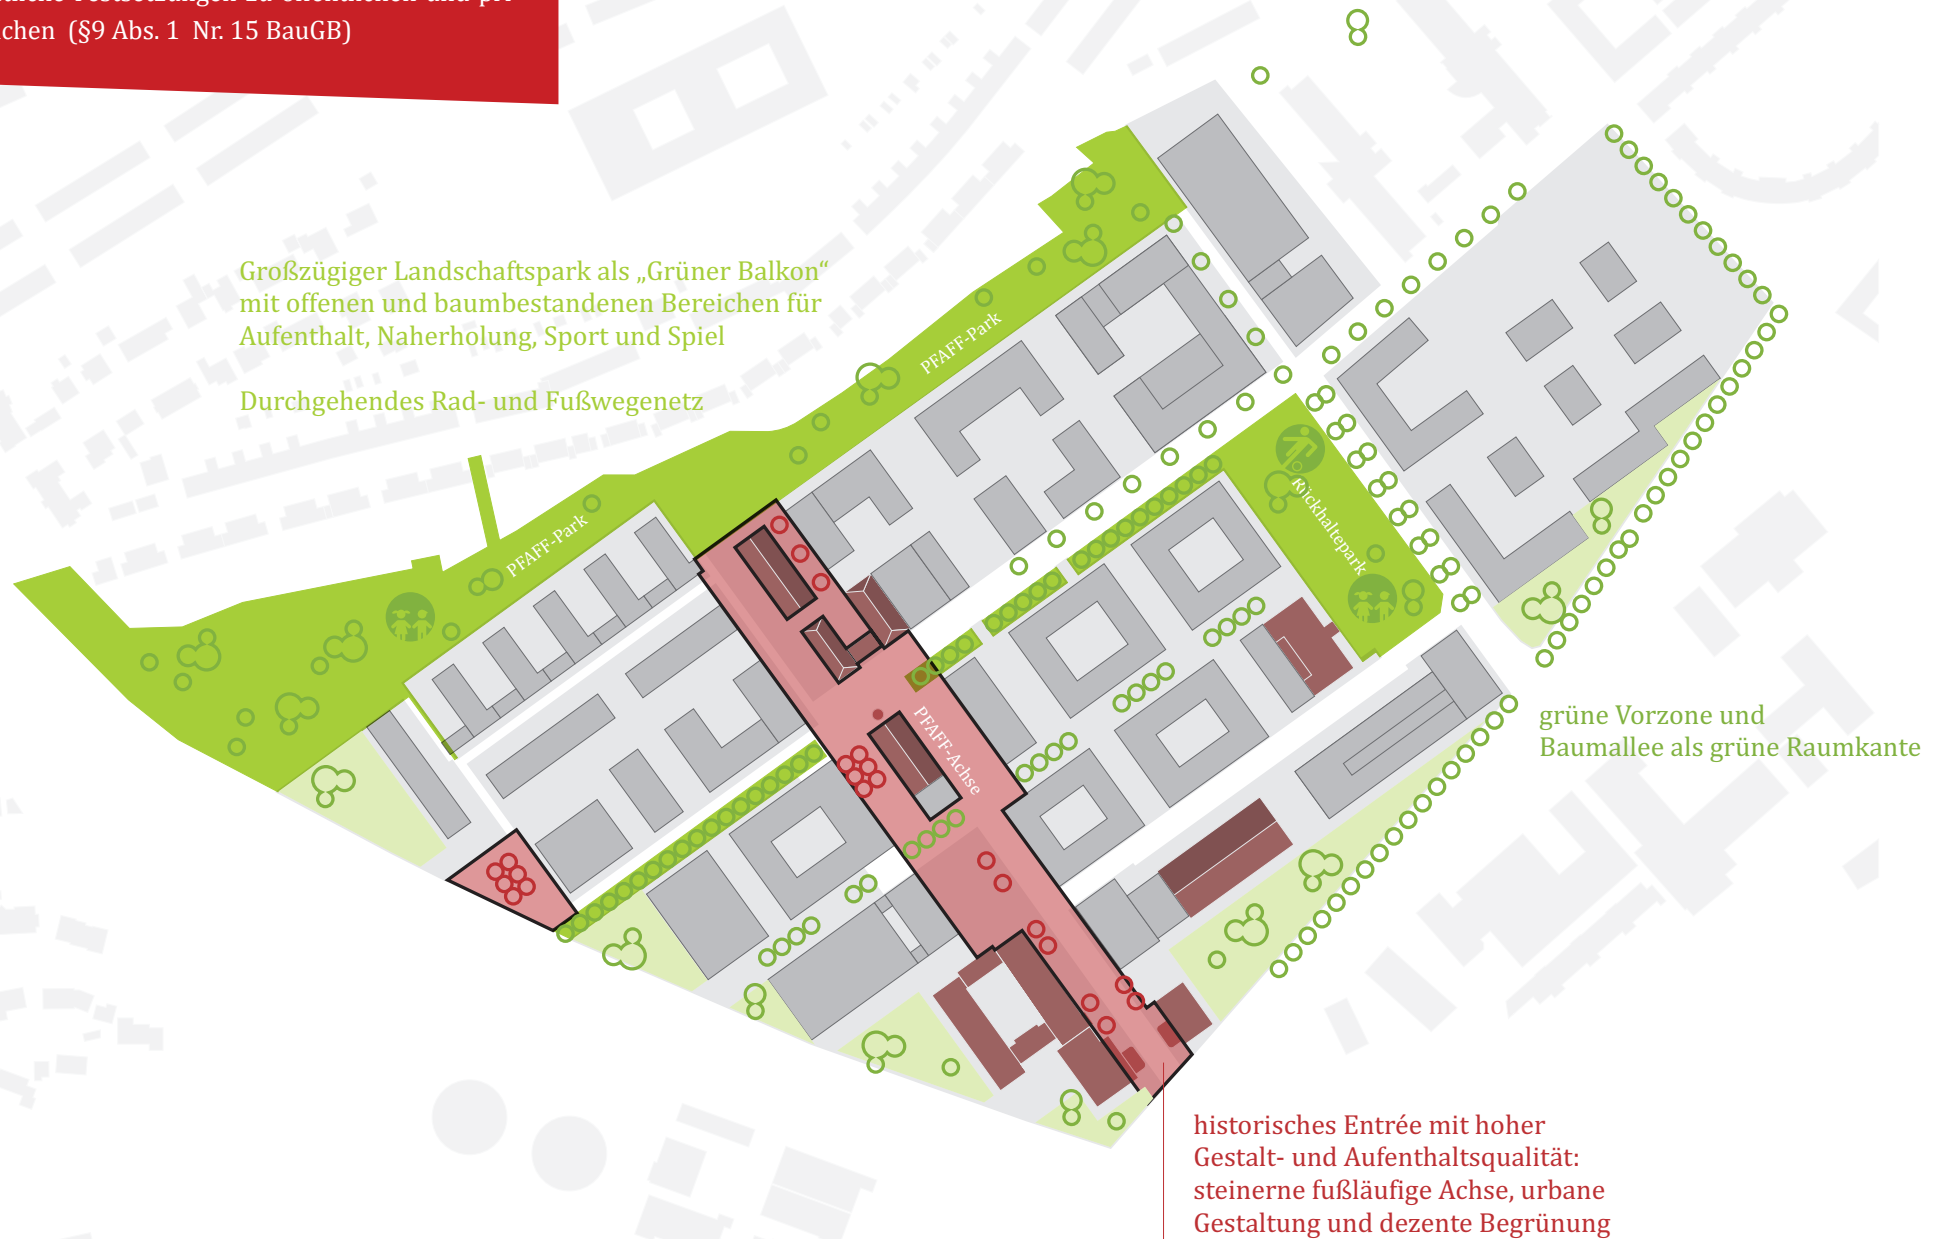 chen (§9 Abs. 1 Nr. 15 BauGB)
Großzügiger Landschaftspark als „Grüner Balkon“
mit offenen und baumbestandenen Bereichen für
Aufenthalt, Naherholung, Sport und Spiel
Durchgehendes Rad- und Fußwegenetz
PFAFF-Park
PFAFF-Park
Rückhaltepark
PFAFF-Achse
grüne Vorzone und
Baumallee als grüne Raumkante
historisches Entrée mit hoher
Gestalt- und Aufenthaltsqualität:
steinerne fußläufige Achse, urbane
Gestaltung und dezente Begrünung